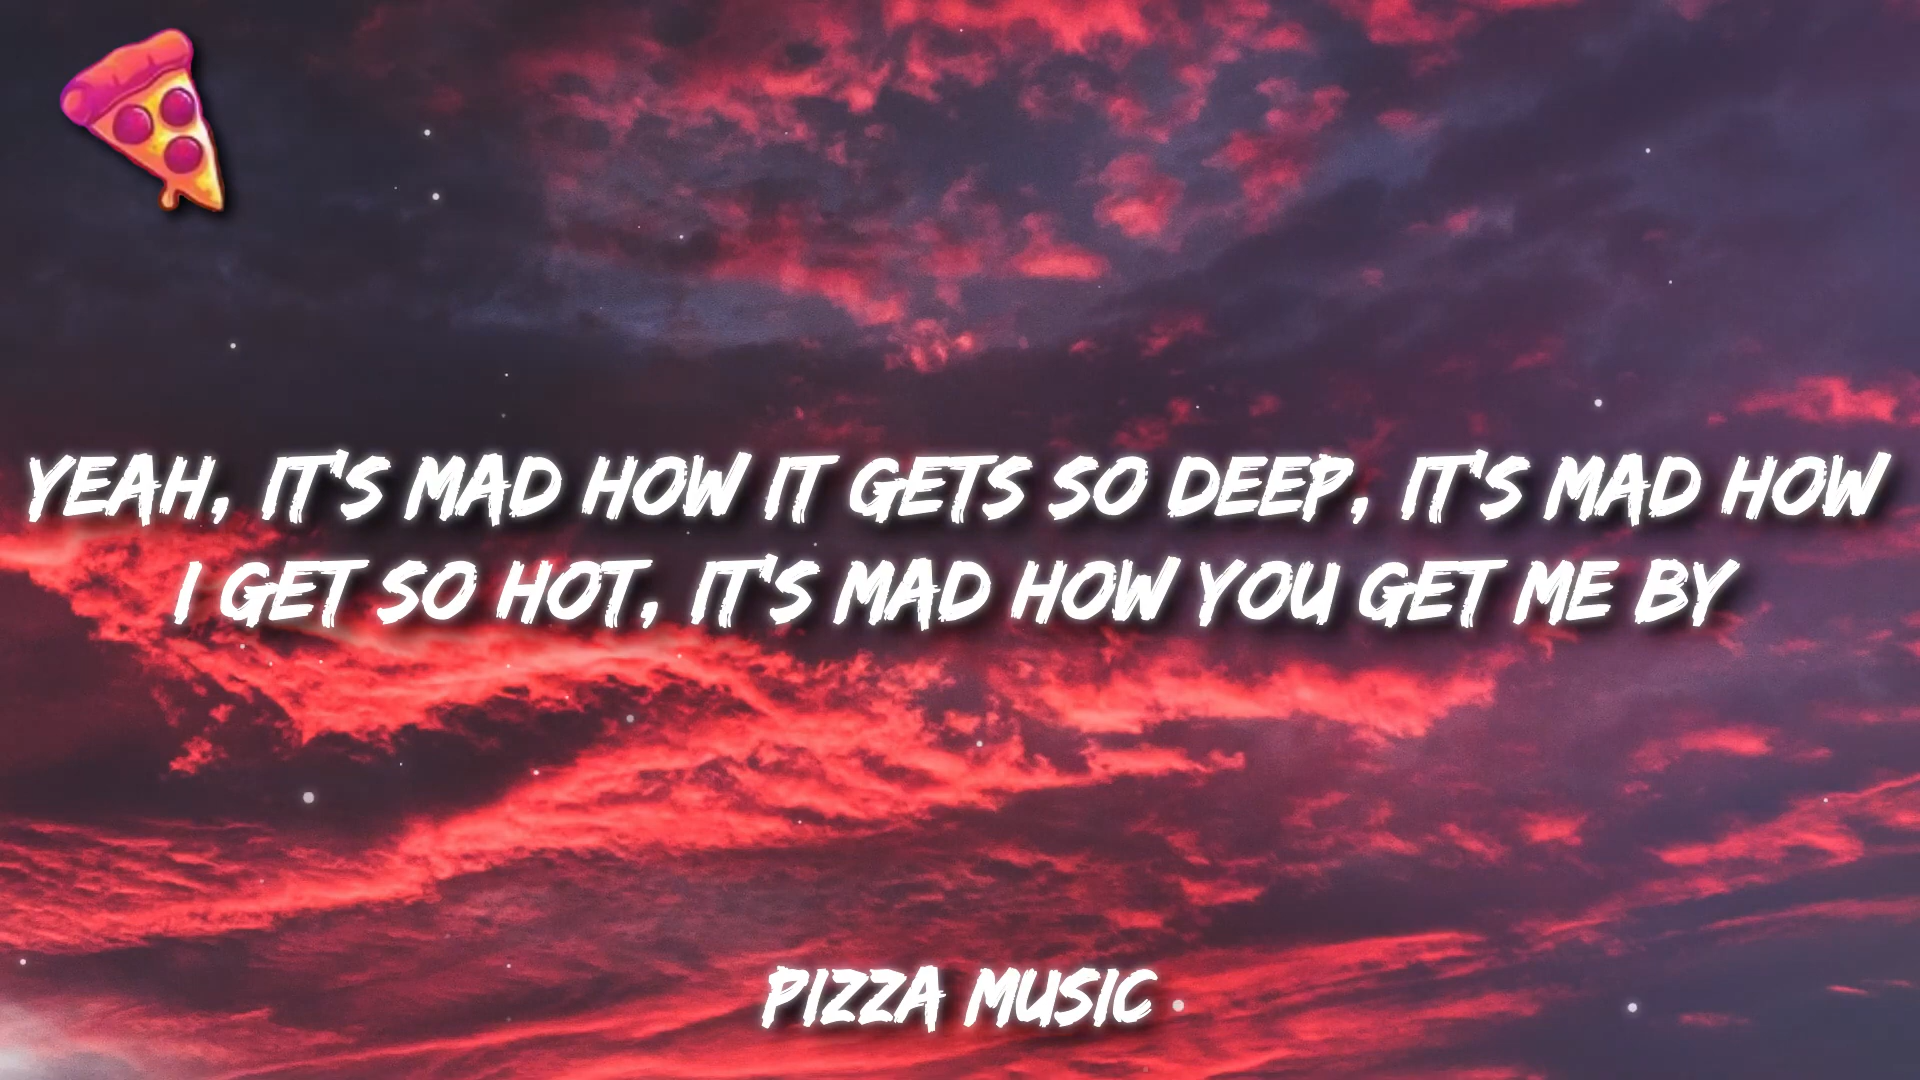 YEAH, IT'S MAD HOW IT GETS SO DEEP, IT'S MAD HOW
I GET SO HOT, IT'S MAD HOW YOU GET ME BY
PIZZA MUSIC